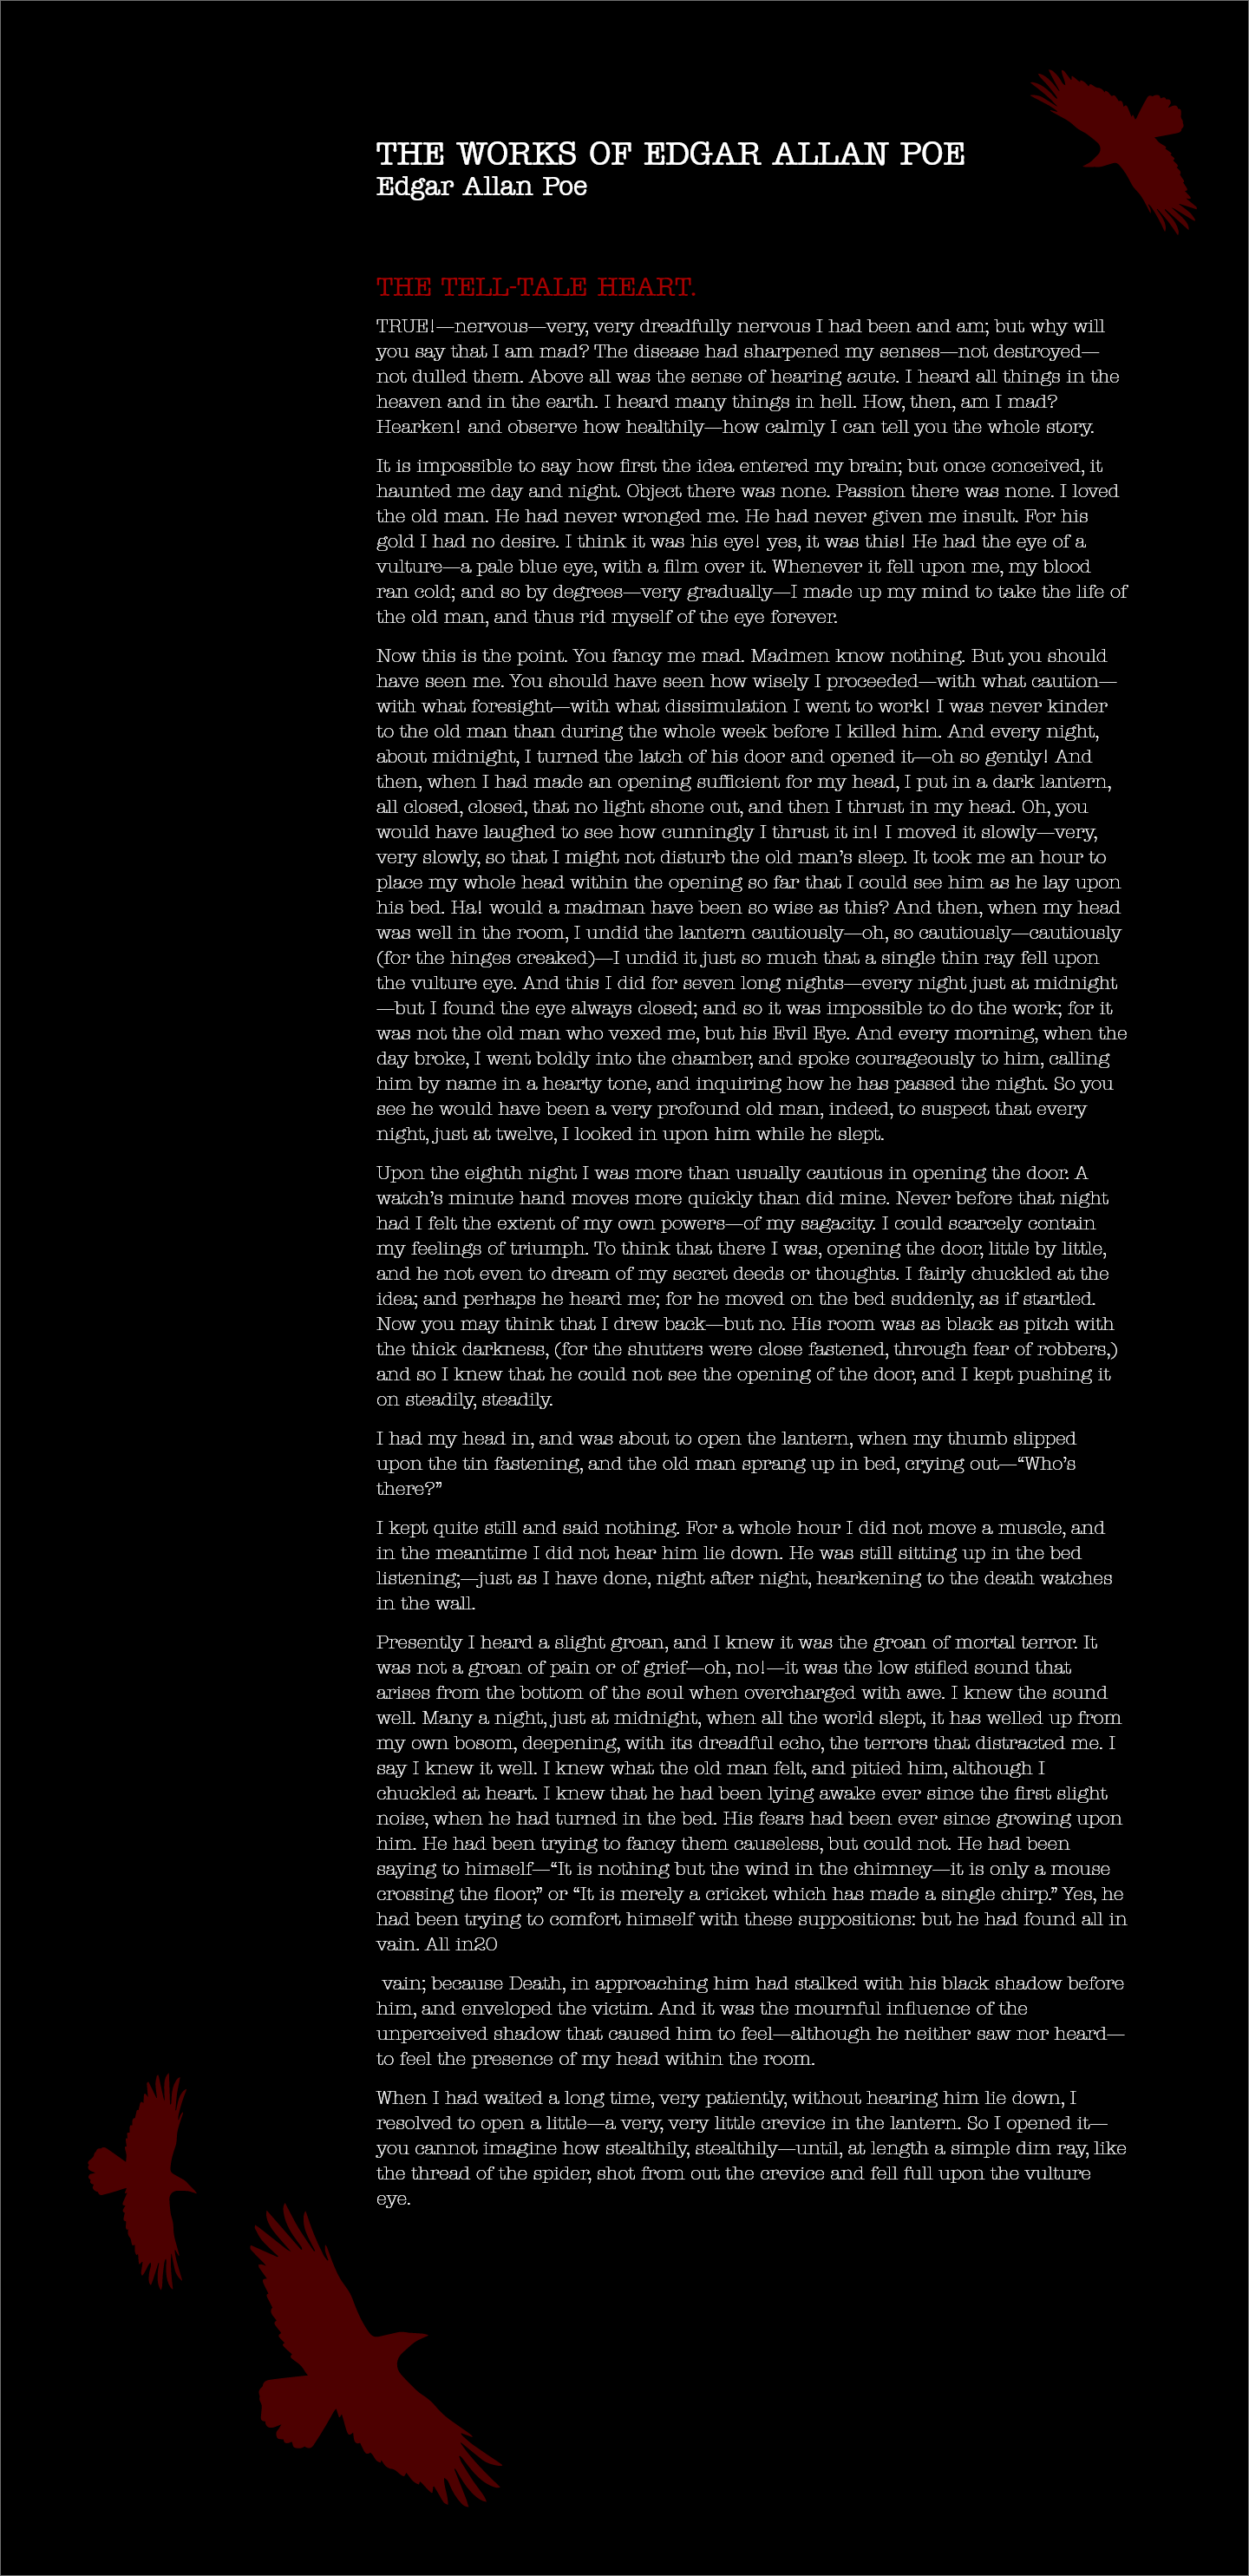 THE WORKS OF EDGAR ALLAN POE
Edgar Allan Poe
THE TELL-TALE HEART.
TRUE!—nervous—very, very dreadfully nervous I had been and am; but why will
you say that I am mad? The disease had sharpened my senses—not destroyed—
not dulled them. Above all was the sense of hearing acute. I heard all things in the
heaven and in the earth. I heard many things in hell. How, then, am I mad?
Hearken! and observe how healthily—how calmly I can tell you the whole story.
It is impossible to say how first the idea entered my brain; but once conceived, it
haunted me day and night. Object there was none. Passion there was none. I loved
the old man. He had never wronged me. He had never given me insult. For his
gold I had no desire. I think it was his eye! yes, it was this! He had the eye of a
vulture—a pale blue eye, with a film over it. Whenever it fell upon me, my blood
ran cold; and so by degrees—very gradually—I made up my mind to take the life of
the old man, and thus rid myself of the eye forever.
Now this is the point. You fancy me mad. Madmen know nothing. But you should
have seen me. You should have seen how wisely I proceeded—with what caution—
with what foresight—with what dissimulation I went to work! I was never kinder
to the old man than during the whole week before I killed him. And every night,
about midnight, I turned the latch of his door and opened it—oh so gently! And
then, when I had made an opening sufficient for my head, I put in a dark lantern,
all closed, closed, that no light shone out, and then I thrust in my head. Oh, you
would have laughed to see how cunningly I thrust it in! I moved it slowly—very,
very slowly, so that I might not disturb the old man’s sleep. It took me an hour to
place my whole head within the opening so far that I could see him as he lay upon
his bed. Ha! would a madman have been so wise as this? And then, when my head
was well in the room, I undid the lantern cautiously—oh, so cautiously—cautiously
(for the hinges creaked)—I undid it just so much that a single thin ray fell upon
the vulture eye. And this I did for seven long nights—every night just at midnight
—but I found the eye always closed; and so it was impossible to do the work; for it
was not the old man who vexed me, but his Evil Eye. And every morning, when the
day broke, I went boldly into the chamber, and spoke courageously to him, calling
him by name in a hearty tone, and inquiring how he has passed the night. So you
see he would have been a very profound old man, indeed, to suspect that every
night, just at twelve, I looked in upon him while he slept.
Upon the eighth night I was more than usually cautious in opening the door. A
watch’s minute hand moves more quickly than did mine. Never before that night
had I felt the extent of my own powers—of my sagacity. I could scarcely contain
my feelings of triumph. To think that there I was, opening the door, little by little,
and he not even to dream of my secret deeds or thoughts. I fairly chuckled at the
idea; and perhaps he heard me; for he moved on the bed suddenly, as if startled.
Now you may think that I drew back—but no. His room was as black as pitch with
the thick darkness, (for the shutters were close fastened, through fear of robbers,)
and so I knew that he could not see the opening of the door, and I kept pushing it
on steadily, steadily.
I had my head in, and was about to open the lantern, when my thumb slipped
upon the tin fastening, and the old man sprang up in bed, crying out—“Who’s
there?”
I kept quite still and said nothing. For a whole hour I did not move a muscle, and
in the meantime I did not hear him lie down. He was still sitting up in the bed
listening;—just as I have done, night after night, hearkening to the death watches
in the wall.
Presently I heard a slight groan, and I knew it was the groan of mortal terror. It
was not a groan of pain or of grief—oh, no!—it was the low stifled sound that
arises from the bottom of the soul when overcharged with awe. I knew the sound
well. Many a night, just at midnight, when all the world slept, it has welled up from
my own bosom, deepening, with its dreadful echo, the terrors that distracted me. I
say I knew it well. I knew what the old man felt, and pitied him, although I
chuckled at heart. I knew that he had been lying awake ever since the first slight
noise, when he had turned in the bed. His fears had been ever since growing upon
him. He had been trying to fancy them causeless, but could not. He had been
saying to himself—“It is nothing but the wind in the chimney—it is only a mouse
crossing the floor,” or “It is merely a cricket which has made a single chirp.” Yes, he
had been trying to comfort himself with these suppositions: but he had found all in
vain. All in20
vain; because Death, in approaching him had stalked with his black shadow before
him, and enveloped the victim. And it was the mournful influence of the
unperceived shadow that caused him to feel—although he neither saw nor heard—
to feel the presence of my head within the room.
When I had waited a long time, very patiently, without hearing him lie down, I
resolved to open a little—a very, very little crevice in the lantern. So I opened it—
you cannot imagine how stealthily, stealthily—until, at length a simple dim ray, like
the thread of the spider, shot from out the crevice and fell full upon the vulture
eye.